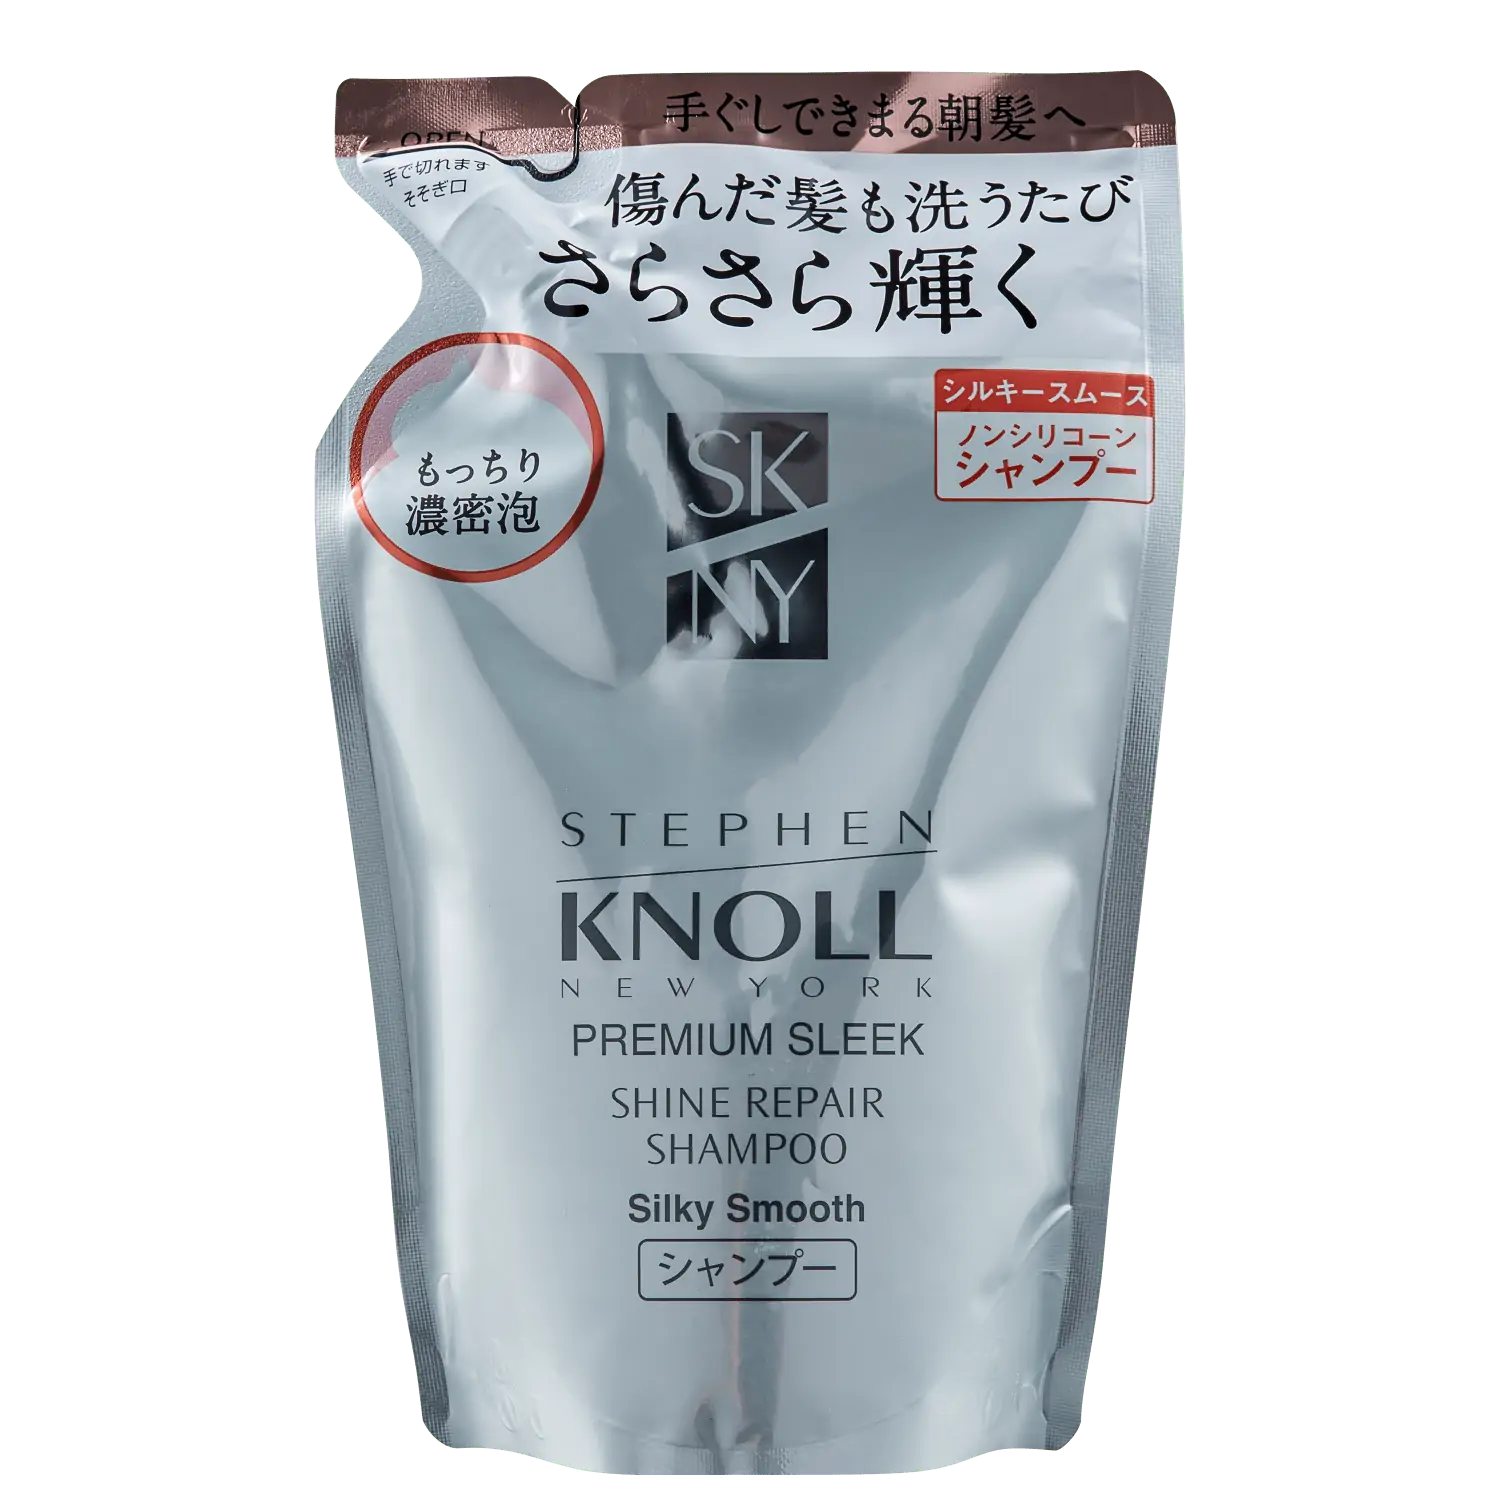 手ぐしできまる朝髪へ
OPEN
手で切れます
そそぎ口
傷んだ髪も洗うたび
さらさら輝く
シルキースムース
ノンシリコーン
シャンプー
もっちり
濃密泡
SK
NY
STEPHEN
KNOLL
NEW YORK
PREMIUM SLEEK
SHINE REPAIR
SHAMPOO
Silky Smooth
シャンプー